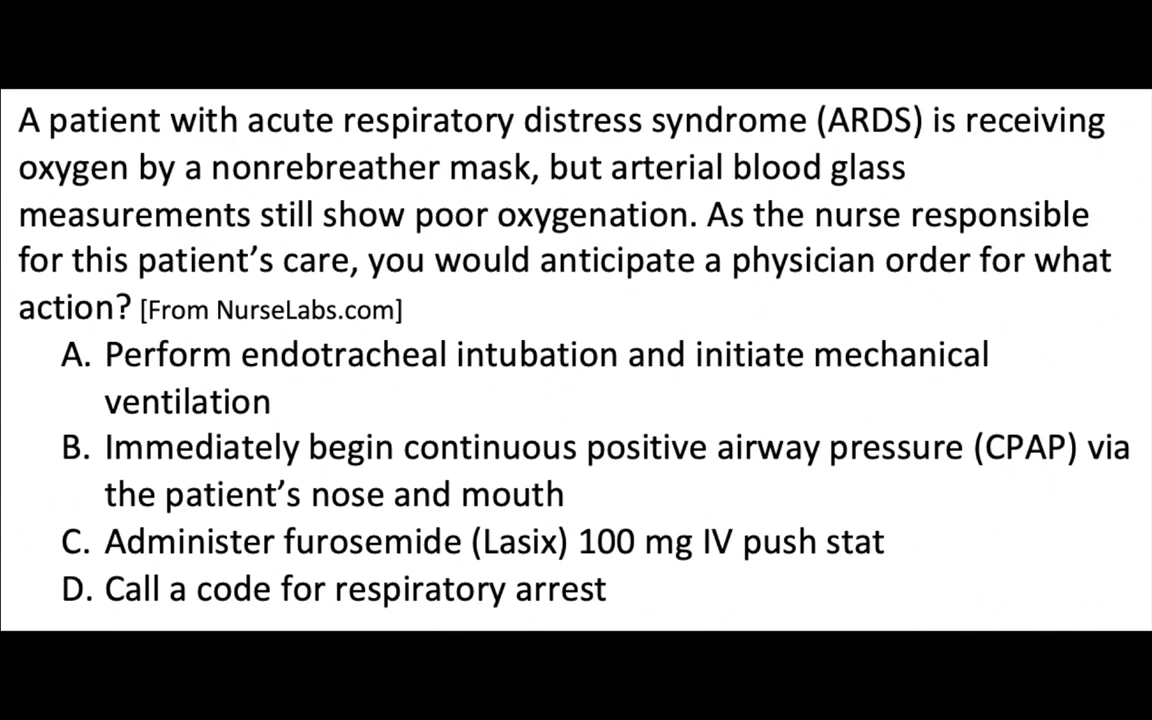 A patient with acute respiratory distress syndrome (ARDS) is receiving
oxygen by a nonrebreather mask, but arterial blood glass
measurements still show poor oxygenation. As the nurse responsible
for this patient’s care, you would anticipate a physician order for what
action? [From NurseLabs.com]
A. Perform endotracheal intubation and initiate mechanical
ventilation
B. Immediately begin continuous positive airway pressure (CPAP) via
the patient’s nose and mouth
C. Administer furosemide (Lasix) 100 mg IV push stat
D. Call a code for respiratory arrest